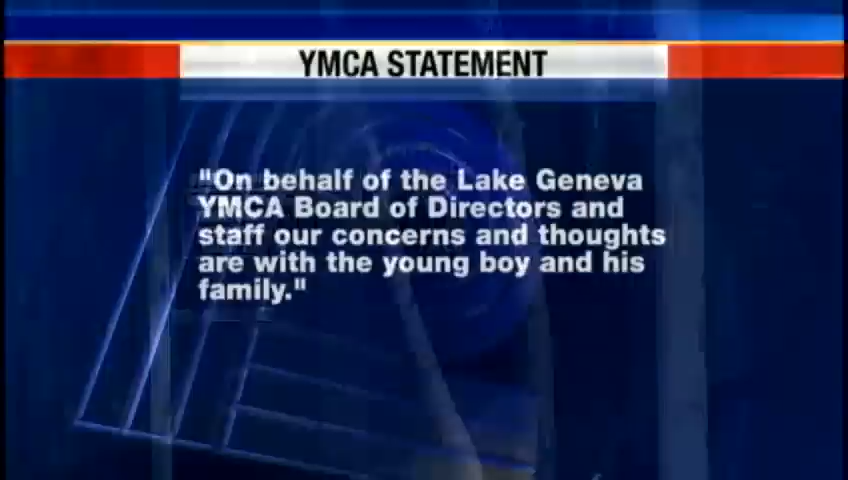 YMCA STATEMENT
"On behalf of the Lake Geneva
YMCA Board of Directors and
staff our concerns and thoughts
are with the young boy and his
family."